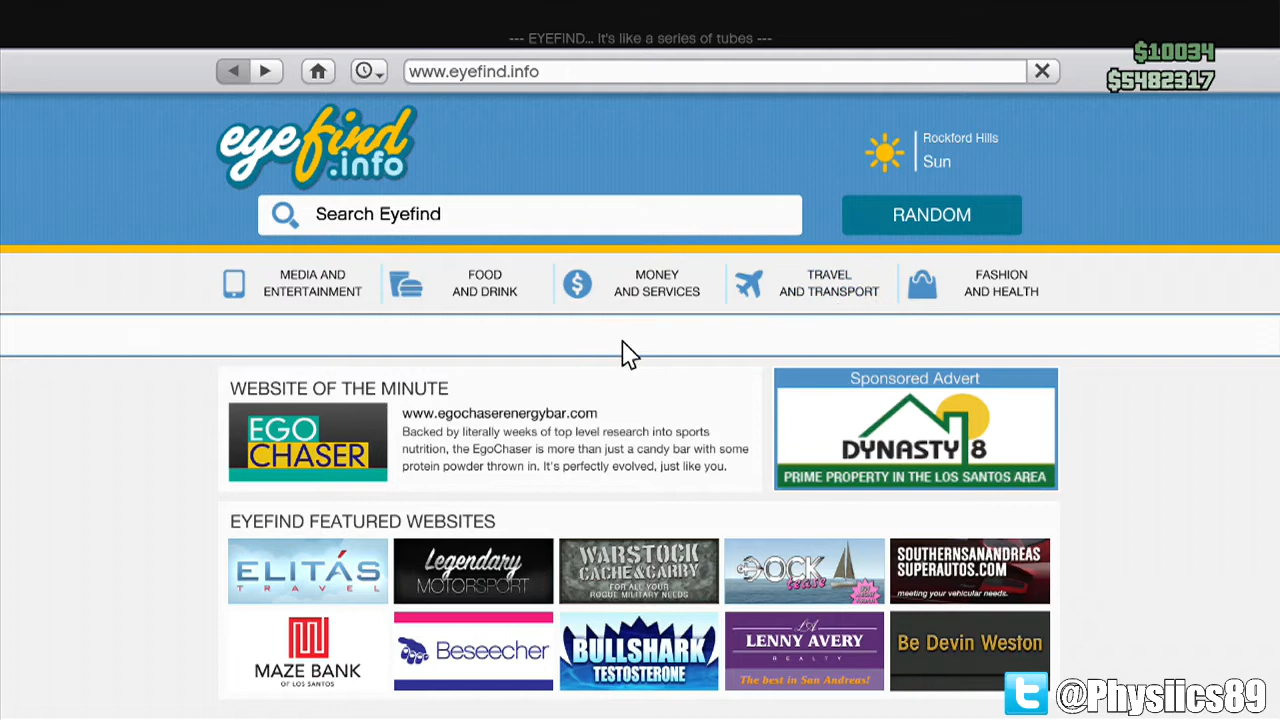 --- EYEFIND... It's like a series of tubes ---
www.eyefind.info
$10034
$5482317
eyefind
.info
Rockford Hills
Sun
Search Eyefind
RANDOM
MEDIA AND
ENTERTAINMENT
FOOD
AND DRINK
MONEY
AND SERVICES
TRAVEL
AND TRANSPORT
FASHION
AND HEALTH
WEBSITE OF THE MINUTE
EGO
CHASER
www.egochaserenergybar.com
Backed by literally weeks of top level research into sports
nutrition, the EgoChaser is more than just a candy bar with some
protein powder thrown in. It's perfectly evolved, just like you.
Sponsored Advert
DYNASTY 8
PRIME PROPERTY IN THE LOS SANTOS AREA
EYEFIND FEATURED WEBSITES
ELITÁS
TRAVEL
Legendary
MOTORSPORT
WARSTOCK
CACHE & CARRY
FOR ALL YOUR
ROGUE MILITARY NEEDS
DOCK
tease
SOUTHERNSANANDREAS
SUPERAUTOS.COM
meeting your vehicular needs.
MAZE BANK
OF LOS SANTOS
Beseecher
BULLSHARK
TESTOSTERONE
LA
LENNY AVERY
REALTY
The best in San Andreas!
Be Devin Weston
@Physiics89